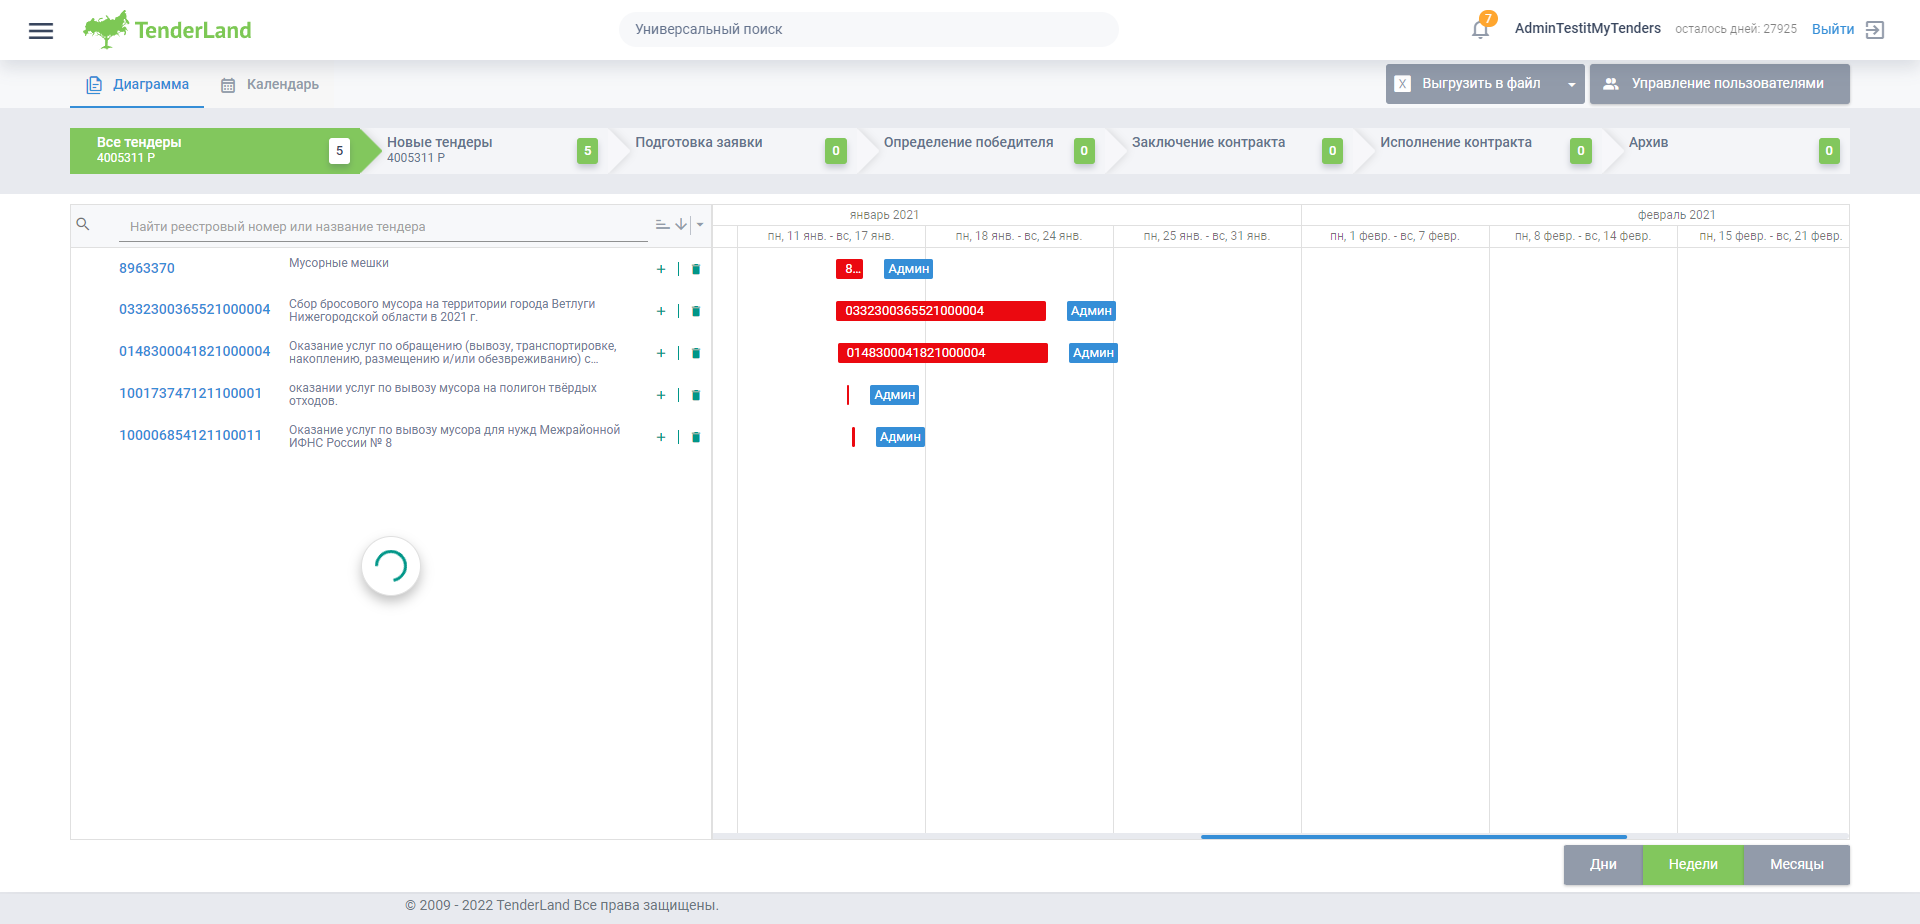 TenderLand
Универсальный поиск
7
AdminTestitMyTenders
осталось дней: 27925
Выйти
Диаграмма
Календарь
X
Выгрузить в файл
Управление пользователями
Все тендеры
4005311 Р
5
Новые тендеры
4005311 Р
5
Подготовка заявки
0
Определение победителя
0
Заключение контракта
0
Исполнение контракта
0
Архив
0
Найти реестровый номер или название тендера
январь 2021
февраль 2021
пн, 11 янв. - вс, 17 янв.
пн, 18 янв. - вс, 24 янв.
пн, 25 янв. - вс, 31 янв.
пн, 1 февр. - вс, 7 февр.
пн, 8 февр. - вс, 14 февр.
пн, 15 февр. - вс, 21 февр.
8963370
Мусорные мешки
8...
Админ
0332300365521000004
Сбор бросового мусора на территории города Ветлуги
Нижегородской области в 2021 г.
0332300365521000004
Админ
0148300041821000004
Оказание услуг по обращению (вывозу, транспортировке,
накоплению, размещению и/или обезвреживанию) с...
0148300041821000004
Админ
100173747121100001
оказании услуг по вывозу мусора на полигон твёрдых
отходов.
Админ
100006854121100011
Оказание услуг по вывозу мусора для нужд Межрайонной
ИФНС России № 8
Админ
Дни
Недели
Месяцы
© 2009 - 2022 TenderLand Все права защищены.